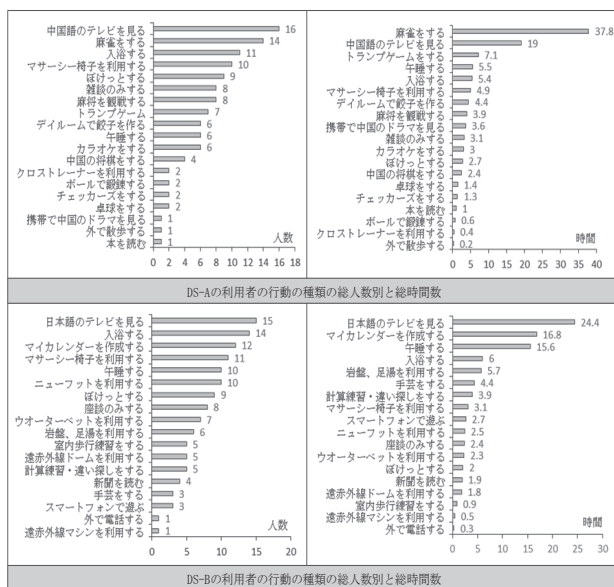 中国語のテレビを見る 16
麻雀をする 14
入浴する 11
マサーシー椅子を利用する 10
ぼけっとする 9
雑談のみする 8
麻将を観戦する 8
トランプゲーム 7
デイルームで餃子を作る 6
午睡する 6
カラオケをする 6
中国の将棋をする 4
クロストレーナーを利用する 2
ボールで鍛錬する 2
チェッカーズをする 2
卓球をする 2
携帯で中国のドラマを見る 1
外で散歩する 1
本を読む 1
人数
0 2 4 6 8 10 12 14 16 18
麻雀をする 37.8
中国語のテレビを見る 19
トランプゲームをする 7.1
午睡する 5.5
入浴する 5.4
マサーシー椅子を利用する 4.9
デイルームで餃子を作る 4.4
麻将を観戦する 3.9
携帯で中国のドラマを見る 3.6
雑談のみする 3.1
カラオケをする 3
ぼけっとする 2.7
中国の将棋をする 2.4
卓球をする 1.4
チェッカーズをする 1.3
本を読む 1
ボールで鍛錬する 0.6
クロストレーナーを利用する 0.4
外で散歩する 0.2
時間
0 5 10 15 20 25 30 35 40
DS-Aの利用者の行動の種類の総人数別と総時間数
日本語のテレビを見る 15
入浴する 14
マイカレンダーを作成する 12
マサーシー椅子を利用する 11
午睡する 10
ニューフットを利用する 10
ぼけっとする 9
座談のみする 8
ウオーターベットを利用する 7
岩盤、足湯を利用する 6
室内歩行練習をする 5
遠赤外線ドームを利用する 5
計算練習・違い探しをする 5
新聞を読む 4
手芸をする 3
スマートフォンで遊ぶ 3
外で電話する 1
遠赤外線マシンを利用する 1
人数
0 5 10 15 20
日本語のテレビを見る 24.4
マイカレンダーを作成する 16.8
午睡する 15.6
入浴する 6
岩盤、足湯を利用する 5.7
手芸をする 4.4
計算練習・違い探しをする 3.9
マサーシー椅子を利用する 3.1
スマートフォンで遊ぶ 2.7
ニューフットを利用する 2.5
座談のみする 2.4
ウオーターベットを利用する 2.3
ぼけっとする 2
新聞を読む 1.9
遠赤外線ドームを利用する 1.8
室内歩行練習をする 0.9
遠赤外線マシンを利用する 0.5
外で電話する 0.3
時間
0 5 10 15 20 25 30
DS-Bの利用者の行動の種類の総人数別と総時間数